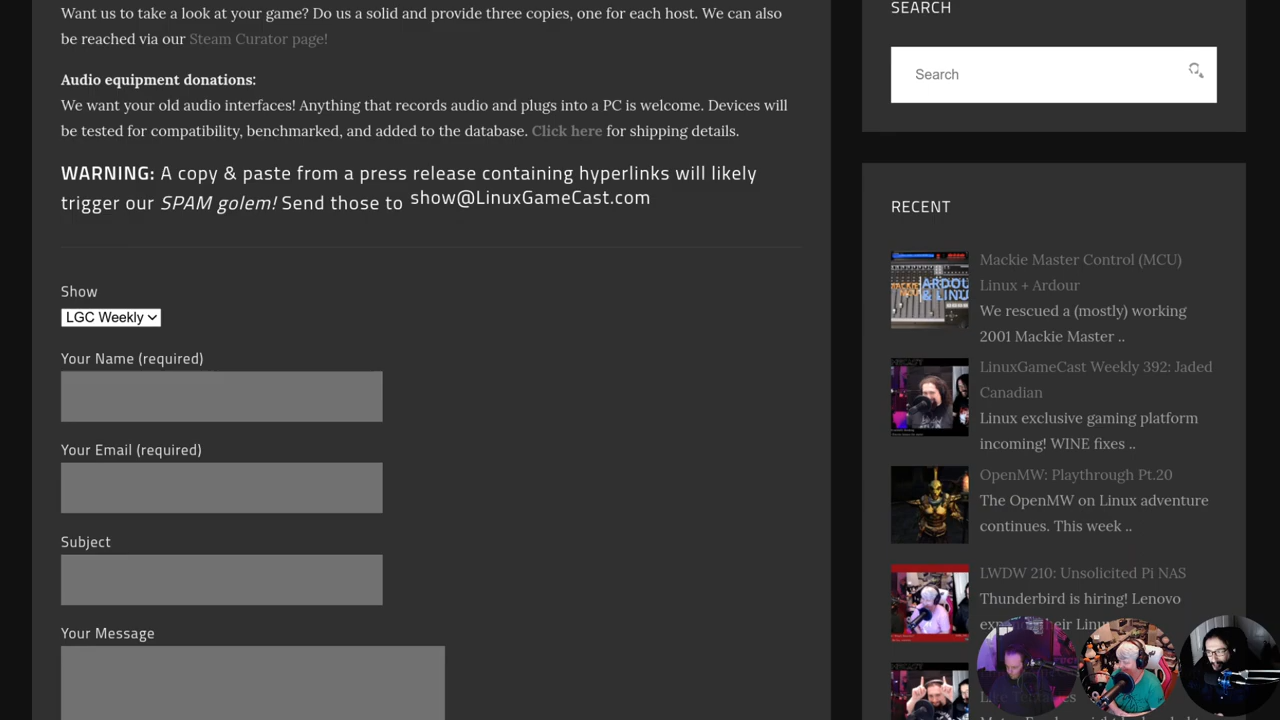 Want us to take a look at your game? Do us a solid and provide three copies, one for each host. We can also
be reached via our Steam Curator page!
Audio equipment donations:
We want your old audio interfaces! Anything that records audio and plugs into a PC is welcome. Devices will
be tested for compatibility, benchmarked, and added to the database. Click here for shipping details.
WARNING: A copy & paste from a press release containing hyperlinks will likely
trigger our SPAM golem! Send those to show@LinuxGameCast.com
Show
LGC Weekly
Your Name (required)
Your Email (required)
Subject
Your Message
SEARCH
Search
RECENT
Mackie Master Control (MCU)
Linux + Ardour
We rescued a (mostly) working
2001 Mackie Master ..
LinuxGameCast Weekly 392: Jaded
Canadian
Linux exclusive gaming platform
incoming! WINE fixes ..
OpenMW: Playthrough Pt.20
The OpenMW on Linux adventure
continues. This week ..
LWDW 210: Unsolicited Pi NAS
Thunderbird is hiring! Lenovo